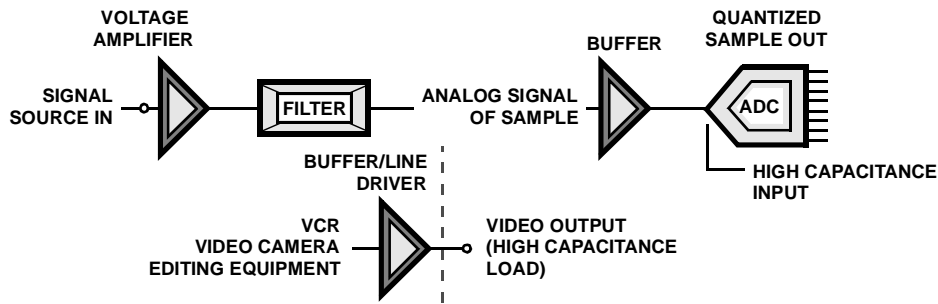 VOLTAGE
AMPLIFIER
SIGNAL
SOURCE IN
FILTER
ANALOG SIGNAL
OF SAMPLE
BUFFER
QUANTIZED
SAMPLE OUT
ADC
HIGH CAPACITANCE
INPUT
BUFFER/LINE
DRIVER
VCR
VIDEO CAMERA
EDITING EQUIPMENT
VIDEO OUTPUT
(HIGH CAPACITANCE
LOAD)